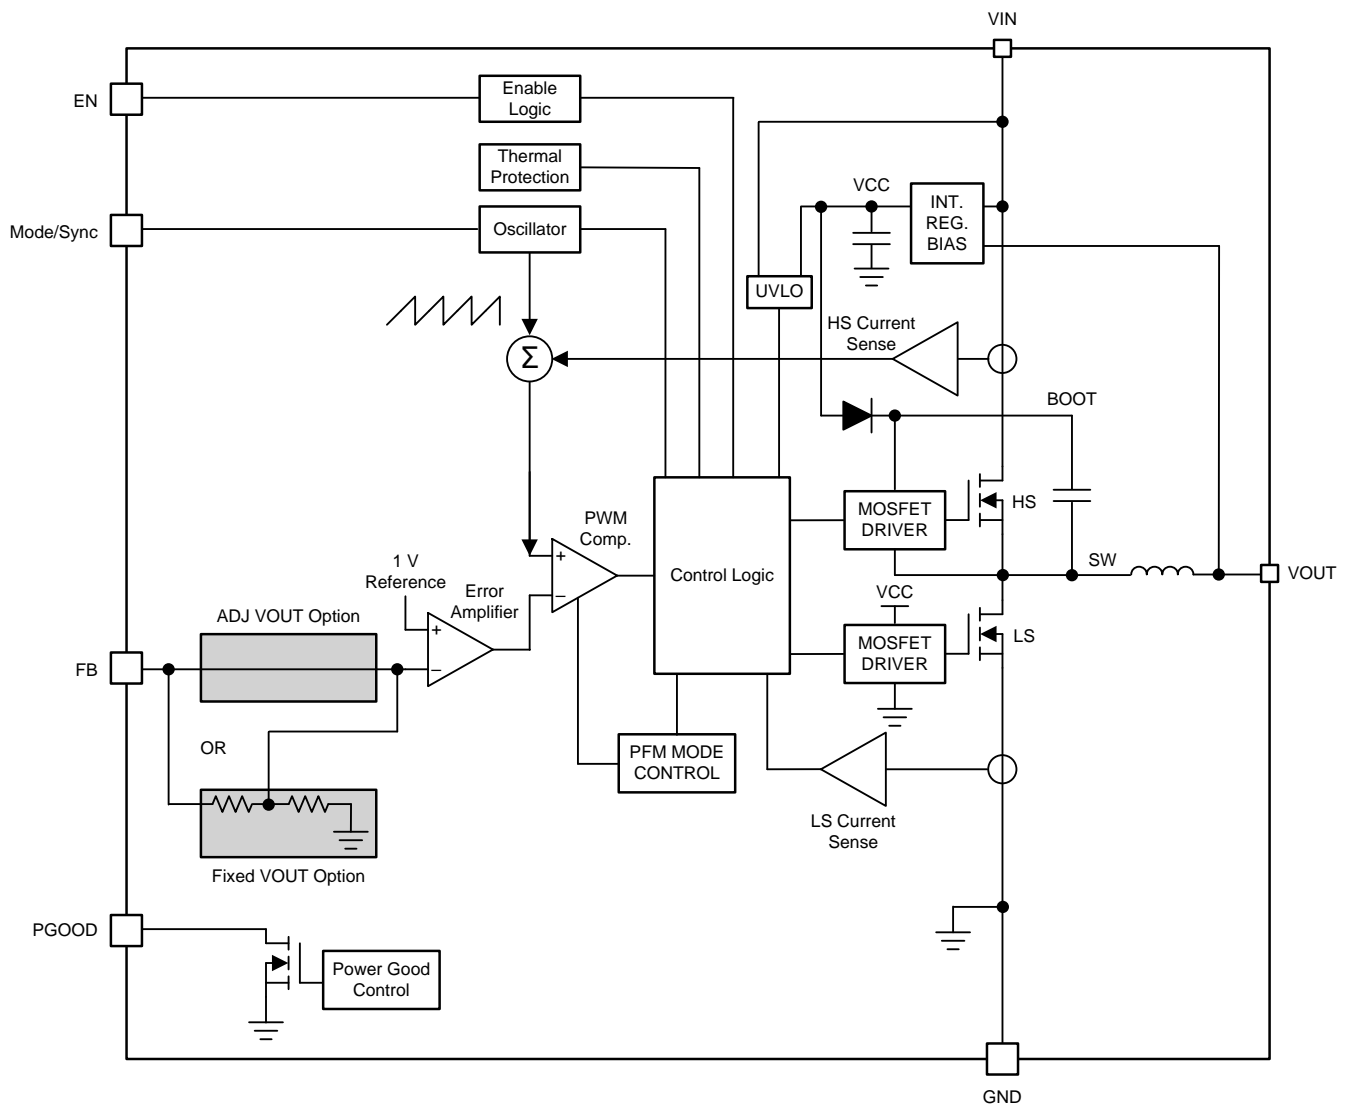 VIN
EN
Enable
Logic
Thermal
Protection
VCC
INT.
REG.
BIAS
Mode/Sync
Oscillator
UVLO
HS Current
Sense
Σ
BOOT
MOSFET
DRIVER
HS
PWM
Comp.
+
−
1 V
Reference
Error
Amplifier
+
−
Control Logic
SW
VOUT
VCC
MOSFET
DRIVER
LS
ADJ VOUT Option
FB
OR
PFM MODE
CONTROL
LS Current
Sense
Fixed VOUT Option
PGOOD
Power Good
Control
GND